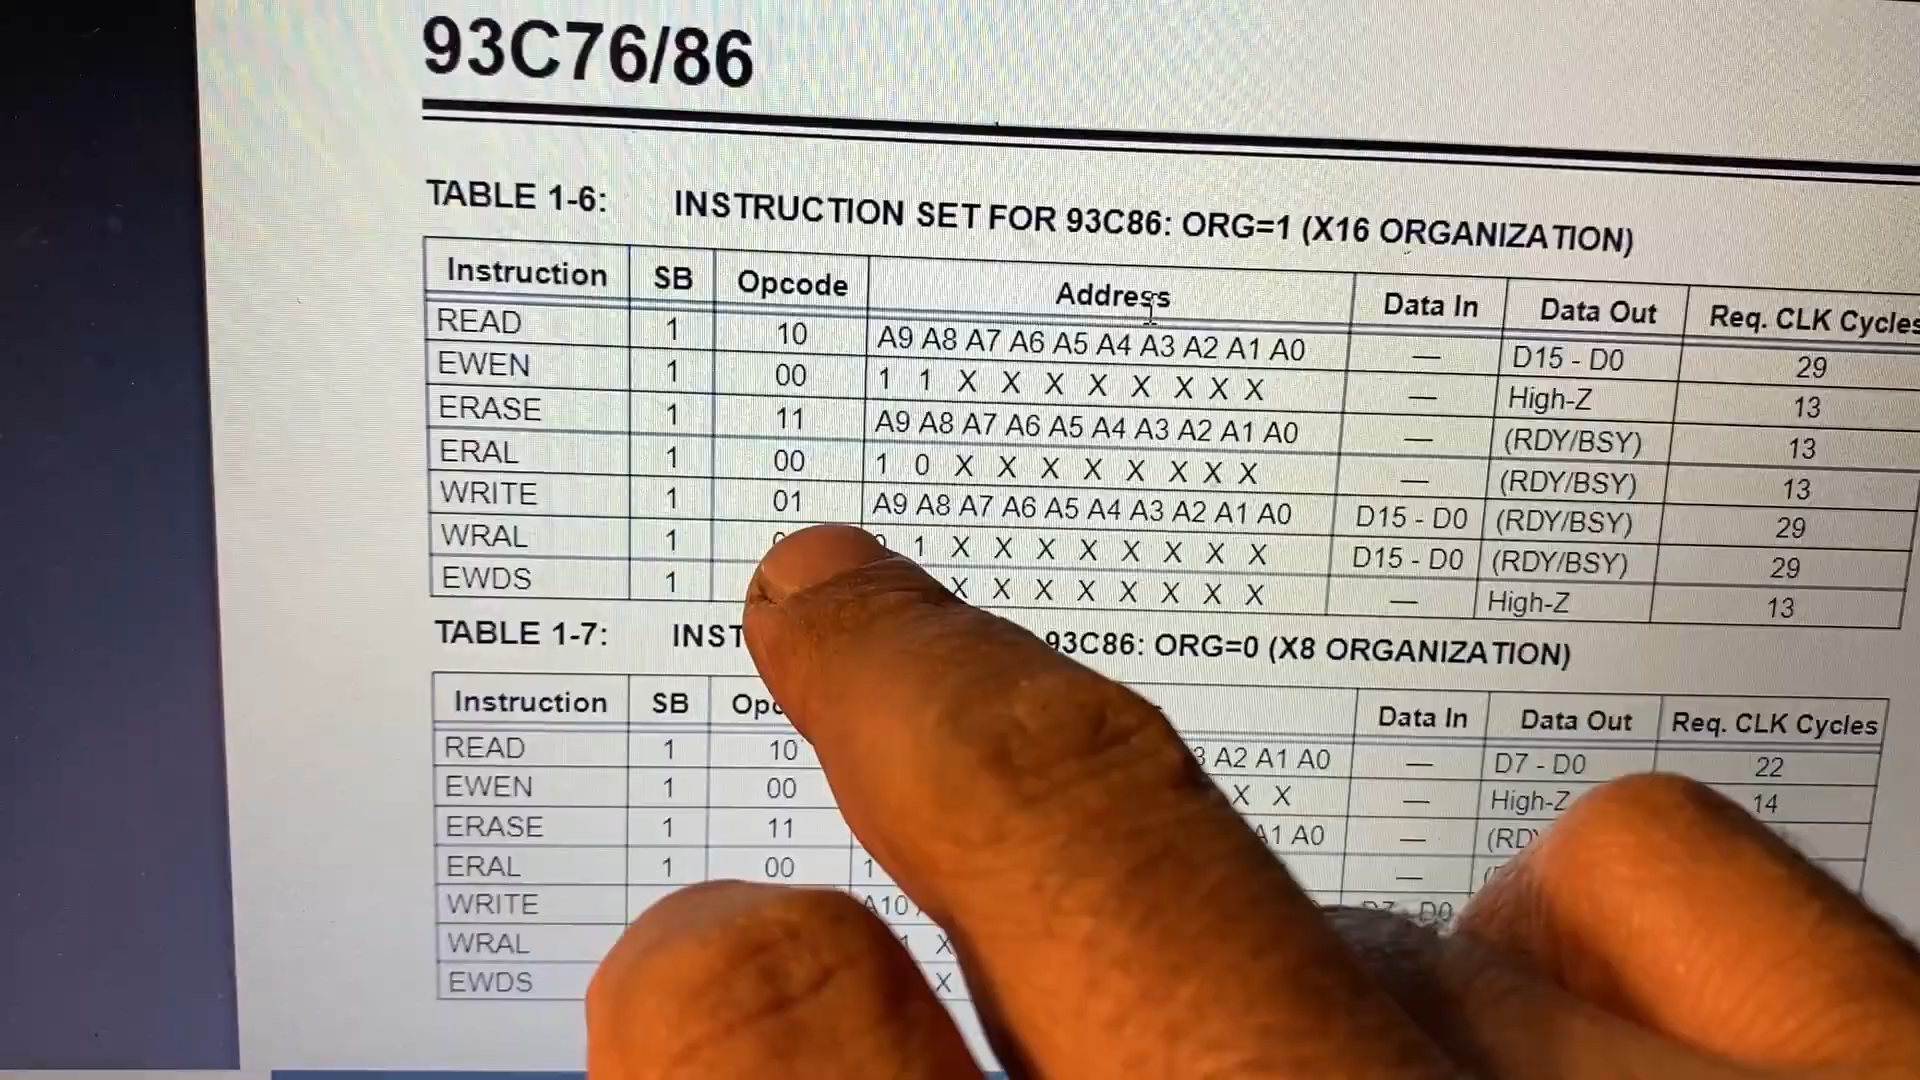 93C76/86
TABLE 1-6: INSTRUCTION SET FOR 93C86: ORG=1 (X16 ORGANIZATION)
Instruction SB Opcode Address Data In Data Out Req. CLK Cycles
READ 1 10 A9 A8 A7 A6 A5 A4 A3 A2 A1 A0 — D15 - D0 29
EWEN 1 00 1 1 X X X X X X X X — High-Z 13
ERASE 1 11 A9 A8 A7 A6 A5 A4 A3 A2 A1 A0 — (RDY/BSY) 13
ERAL 1 00 1 0 X X X X X X X X — (RDY/BSY) 13
WRITE 1 01 A9 A8 A7 A6 A5 A4 A3 A2 A1 A0 D15 - D0 (RDY/BSY) 29
WRAL 1 1 X X X X X X X X D15 - D0 (RDY/BSY) 29
EWDS 1 X X X X X X X X — High-Z 13
TABLE 1-7: 93C86: ORG=0 (X8 ORGANIZATION)
Instruction SB Data In Data Out Req. CLK Cycles
READ 1 10 A2 A1 A0 — D7 - D0 22
EWEN 1 00 X X — High-Z 14
ERASE 1 11 A1 A0 —
ERAL 1 00 1 —
WRITE A10 D7 - D0
WRAL 1 X
EWDS X